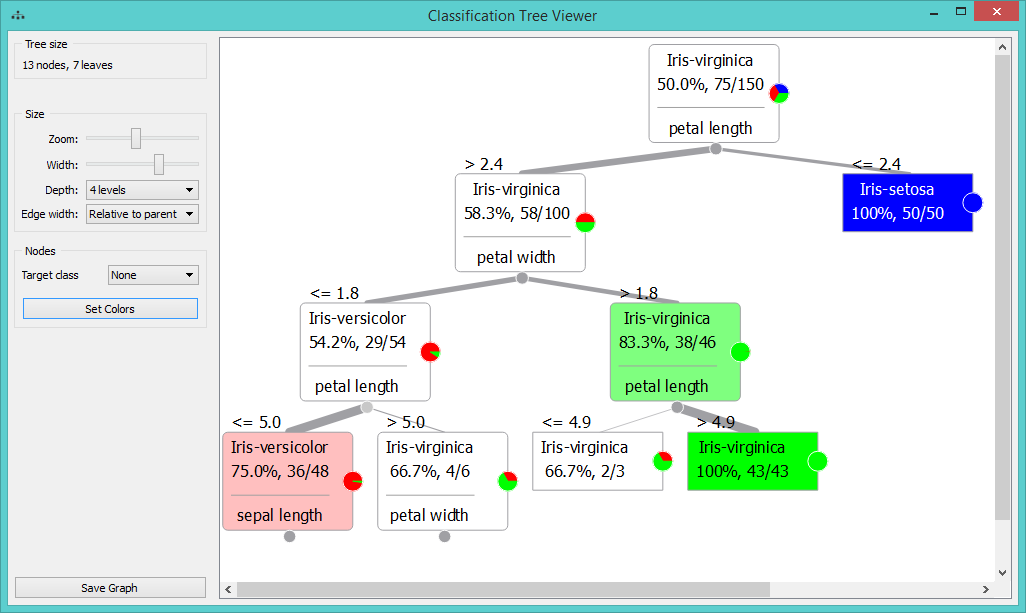 Classification Tree Viewer
Tree size
13 nodes, 7 leaves
Size
Zoom:
Width:
Depth: 4 levels
Edge width: Relative to parent
Nodes
Target class None
Set Colors
Save Graph
Iris-virginica
50.0%, 75/150
petal length
> 2.4
<= 2.4
Iris-virginica
58.3%, 58/100
petal width
Iris-setosa
100%, 50/50
<= 1.8
> 1.8
Iris-versicolor
54.2%, 29/54
petal length
Iris-virginica
83.3%, 38/46
petal length
<= 5.0
> 5.0
<= 4.9
> 4.9
Iris-versicolor
75.0%, 36/48
sepal length
Iris-virginica
66.7%, 4/6
petal width
Iris-virginica
66.7%, 2/3
Iris-virginica
100%, 43/43